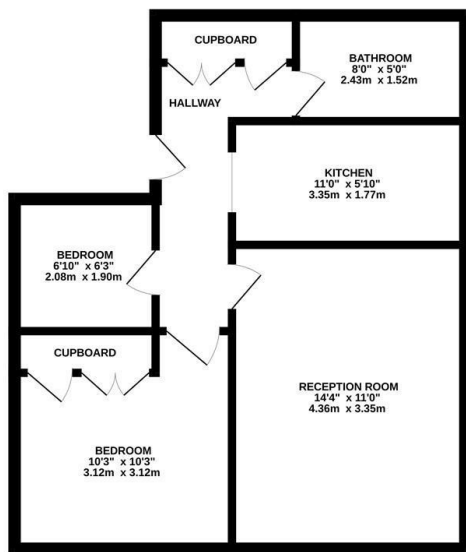 CUPBOARD
BATHROOM
8'0" x 5'0"
2.43m x 1.52m
HALLWAY
KITCHEN
11'0" x 5'10"
3.35m x 1.77m
BEDROOM
6'10" x 6'3"
2.08m x 1.90m
CUPBOARD
RECEPTION ROOM
14'4" x 11'0"
4.36m x 3.35m
BEDROOM
10'3" x 10'3"
3.12m x 3.12m